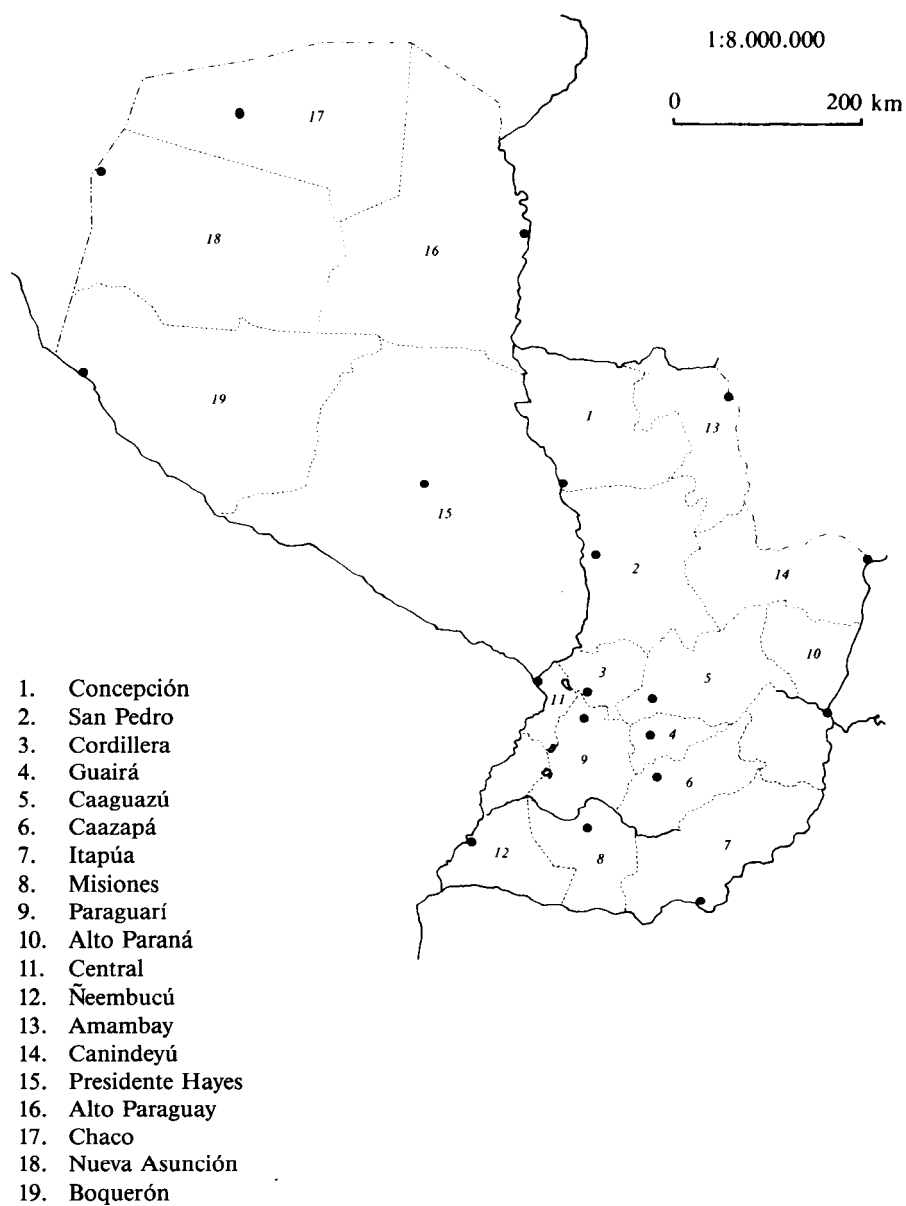 1:8.000.000
0 200 km
17
18
16
19
1
13
15
2
14
10
3
5
11
4
9
6
7
12
8
1. Concepción
2. San Pedro
3. Cordillera
4. Guairá
5. Caaguazú
6. Caazapá
7. Itapúa
8. Misiones
9. Paraguarí
10. Alto Paraná
11. Central
12. Ñeembucú
13. Amambay
14. Canindeyú
15. Presidente Hayes
16. Alto Paraguay
17. Chaco
18. Nueva Asunción
19. Boquerón